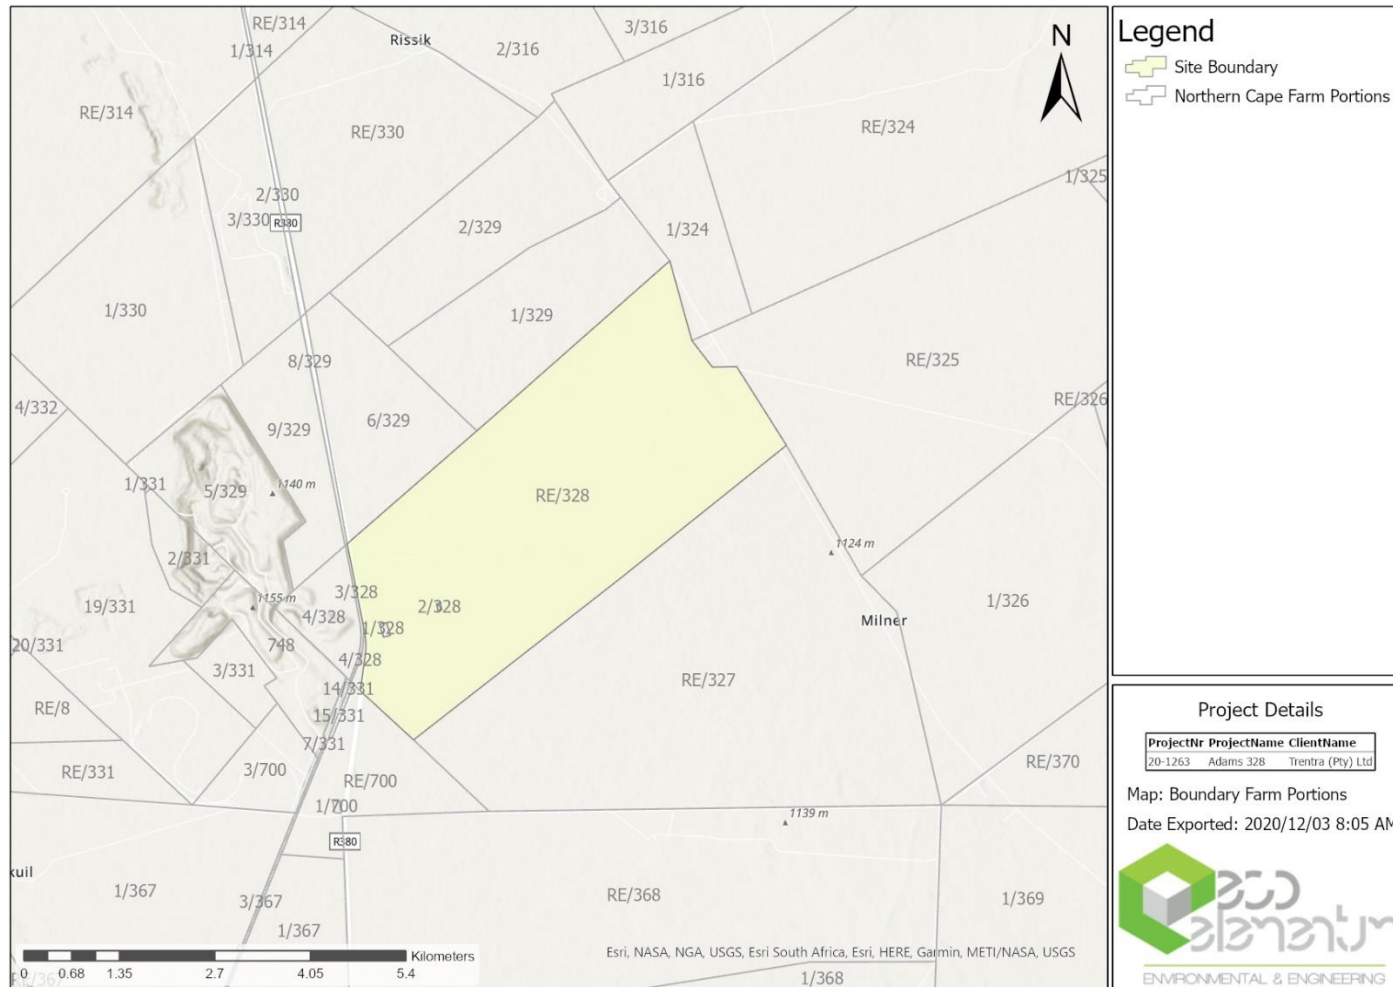 RE/314
1/314
Rissik
2/316
3/316
1/316
N
RE/314
RE/330
RE/324
1/325
2/330
3/330
R380
2/329
1/324
1/330
1/329
8/329
RE/325
4/332
6/329
RE/326
9/329
1/331
5/329
1140 m
RE/328
2/331
1124 m
19/331
1155 m
3/328
4/328
2/328
1/328
1/326
Milner
20/331
748
3/331
4/328
14/331
RE/327
RE/8
15/331
7/331
RE/331
3/700
RE/700
RE/370
1/700
1139 m
R380
kuil
1/367
3/367
1/367
RE/368
1/369
RE/367
1/368
Kilometers
0 0.68 1.35 2.7 4.05 5.4
Esri, NASA, NGA, USGS, Esri South Africa, Esri, HERE, Garmin, METI/NASA, USGS
Legend
Site Boundary
Northern Cape Farm Portions
Project Details
ProjectNr ProjectName ClientName
20-1263 Adams 328 Trentra (Pty) Ltd
Map: Boundary Farm Portions
Date Exported: 2020/12/03 8:05 AM
eco
elementum
ENVIRONMENTAL & ENGINEERING